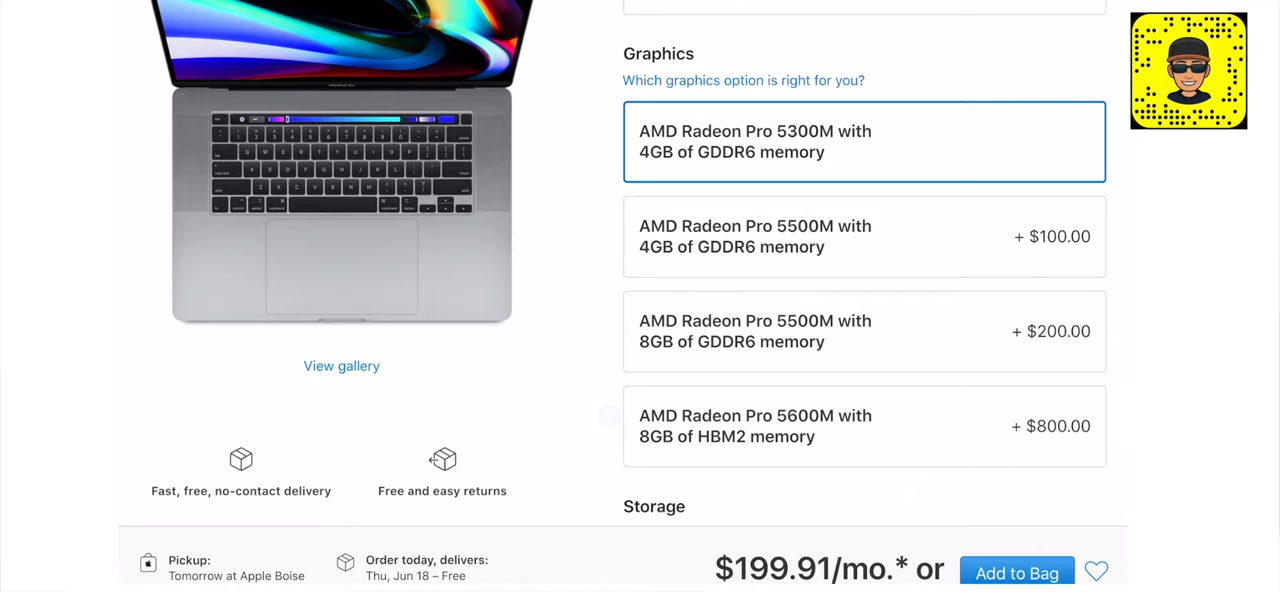 Graphics
Which graphics option is right for you?
AMD Radeon Pro 5300M with
4GB of GDDR6 memory
AMD Radeon Pro 5500M with
4GB of GDDR6 memory
+ $100.00
AMD Radeon Pro 5500M with
8GB of GDDR6 memory
+ $200.00
View gallery
AMD Radeon Pro 5600M with
8GB of HBM2 memory
+ $800.00
Fast, free, no-contact delivery
Free and easy returns
Storage
Pickup:
Tomorrow at Apple Boise
Order today, delivers:
Thu, Jun 18 – Free
$199.91/mo.* or
Add to Bag